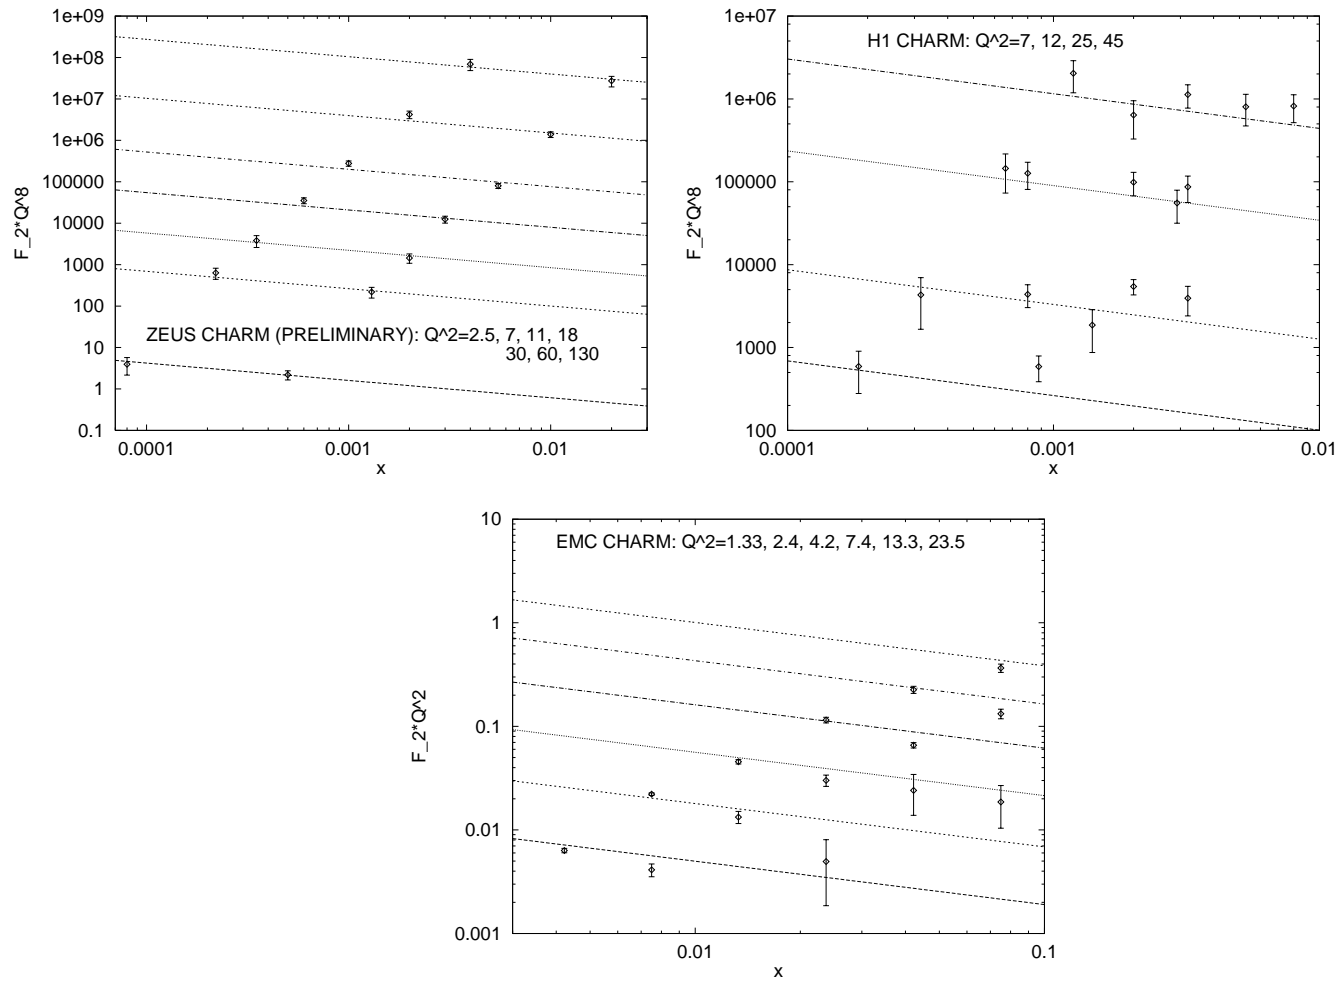 1e+09
1e+08
1e+07
1e+06
100000
10000
1000
100
10
1
0.1
F_2*Q^8
ZEUS CHARM (PRELIMINARY): Q^2=2.5, 7, 11, 18
30, 60, 130
0.0001 0.001 0.01
x
1e+07
1e+06
100000
10000
1000
100
F_2*Q^8
H1 CHARM: Q^2=7, 12, 25, 45
0.0001 0.001 0.01
x
10
1
0.1
0.01
0.001
F_2*Q^2
EMC CHARM: Q^2=1.33, 2.4, 4.2, 7.4, 13.3, 23.5
0.01 0.1
x